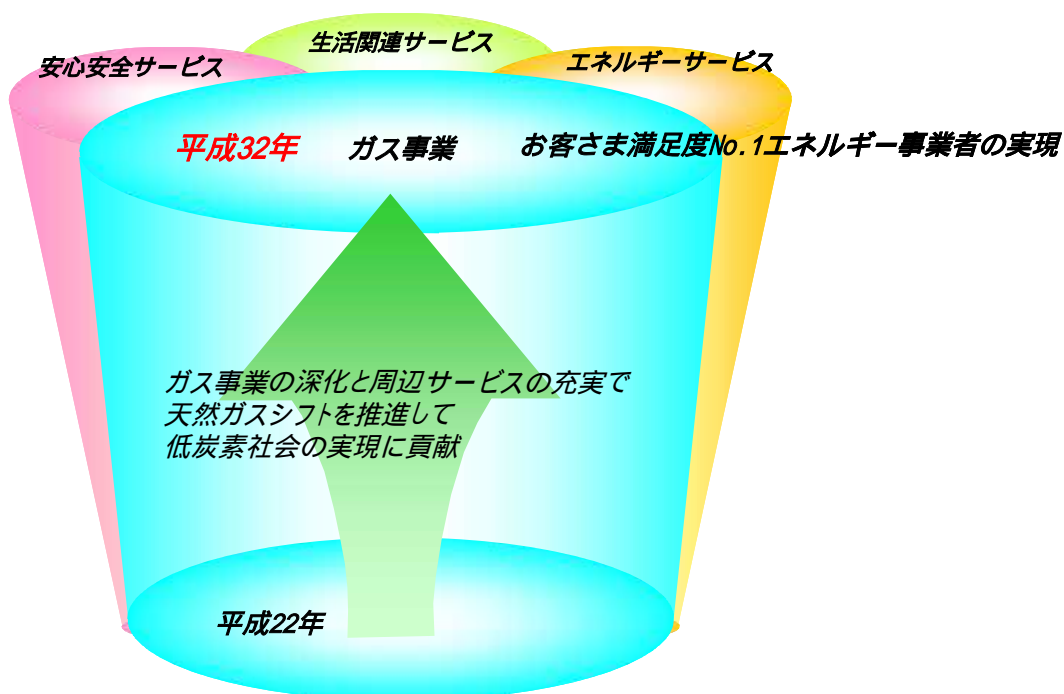 生活関連サービス
安心安全サービス
エネルギーサービス
平成32年 ガス事業 お客さま満足度No.1エネルギー事業者の実現
ガス事業の深化と周辺サービスの充実で
天然ガスシフトを推進して
低炭素社会の実現に貢献
平成22年